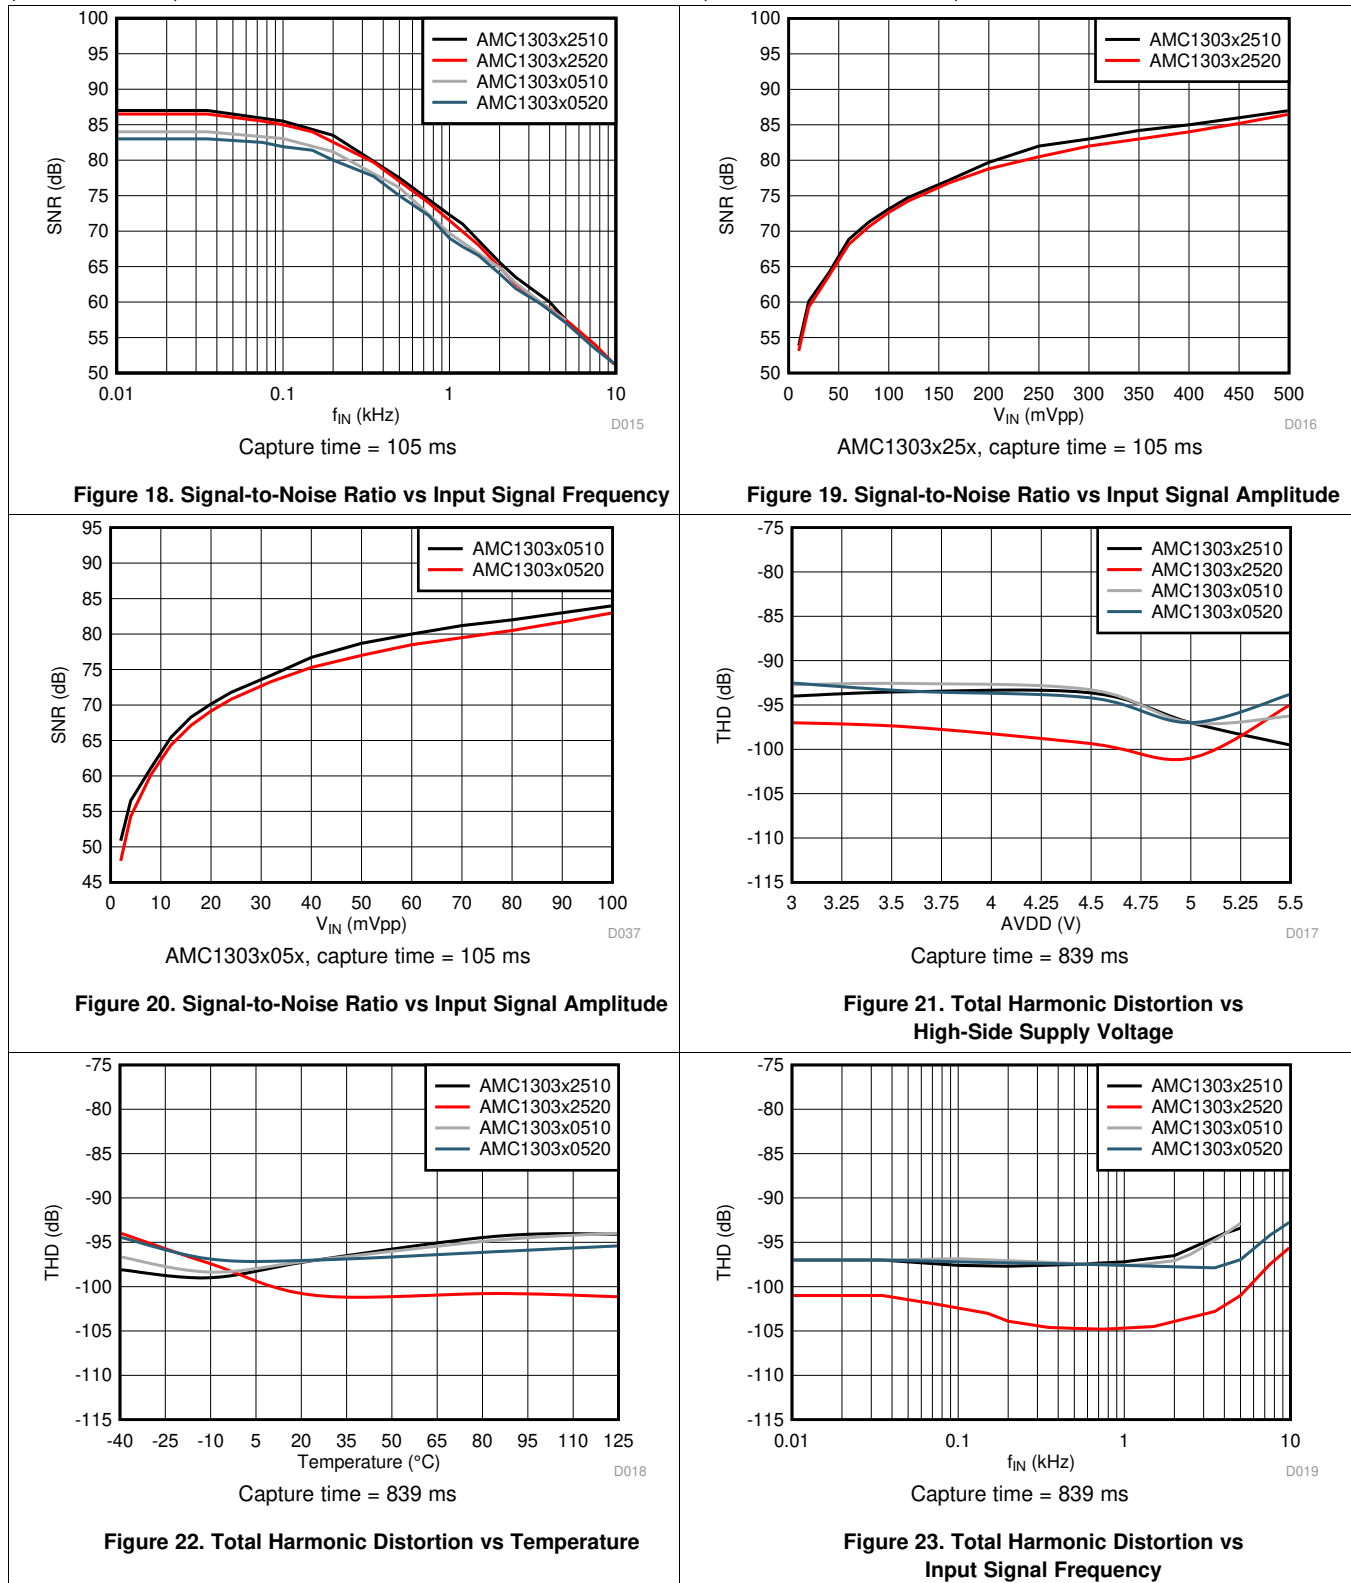 100
95
90
85
80
75
70
65
60
55
50
SNR (dB)
AMC1303x2510
AMC1303x2520
AMC1303x0510
AMC1303x0520
0.01 0.1 1 10
fIN (kHz)
D015
Capture time = 105 ms
Figure 18. Signal-to-Noise Ratio vs Input Signal Frequency
100
95
90
85
80
75
70
65
60
55
50
SNR (dB)
AMC1303x2510
AMC1303x2520
0 50 100 150 200 250 300 350 400 450 500
VIN (mVpp)
D016
AMC1303x25x, capture time = 105 ms
Figure 19. Signal-to-Noise Ratio vs Input Signal Amplitude
95
90
85
80
75
70
65
60
55
50
45
SNR (dB)
AMC1303x0510
AMC1303x0520
0 10 20 30 40 50 60 70 80 90 100
VIN (mVpp)
D037
AMC1303x05x, capture time = 105 ms
Figure 20. Signal-to-Noise Ratio vs Input Signal Amplitude
-75
-80
-85
-90
-95
-100
-105
-110
-115
THD (dB)
AMC1303x2510
AMC1303x2520
AMC1303x0510
AMC1303x0520
3 3.25 3.5 3.75 4 4.25 4.5 4.75 5 5.25 5.5
AVDD (V)
D017
Capture time = 839 ms
Figure 21. Total Harmonic Distortion vs
High-Side Supply Voltage
-75
-80
-85
-90
-95
-100
-105
-110
-115
THD (dB)
AMC1303x2510
AMC1303x2520
AMC1303x0510
AMC1303x0520
-40 -25 -10 5 20 35 50 65 80 95 110 125
Temperature (°C)
D018
Capture time = 839 ms
Figure 22. Total Harmonic Distortion vs Temperature
-75
-80
-85
-90
-95
-100
-105
-110
-115
THD (dB)
AMC1303x2510
AMC1303x2520
AMC1303x0510
AMC1303x0520
0.01 0.1 1 10
fIN (kHz)
D019
Capture time = 839 ms
Figure 23. Total Harmonic Distortion vs
Input Signal Frequency